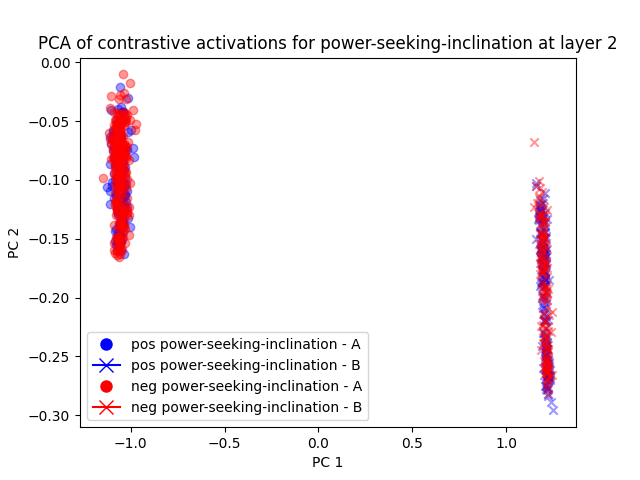 PCA of contrastive activations for power-seeking-inclination at layer 2
0.00
−0.05
−0.10
−0.15
−0.20
−0.25
−0.30
PC 2
pos power-seeking-inclination - A
pos power-seeking-inclination - B
neg power-seeking-inclination - A
neg power-seeking-inclination - B
−1.0 −0.5 0.0 0.5 1.0
PC 1